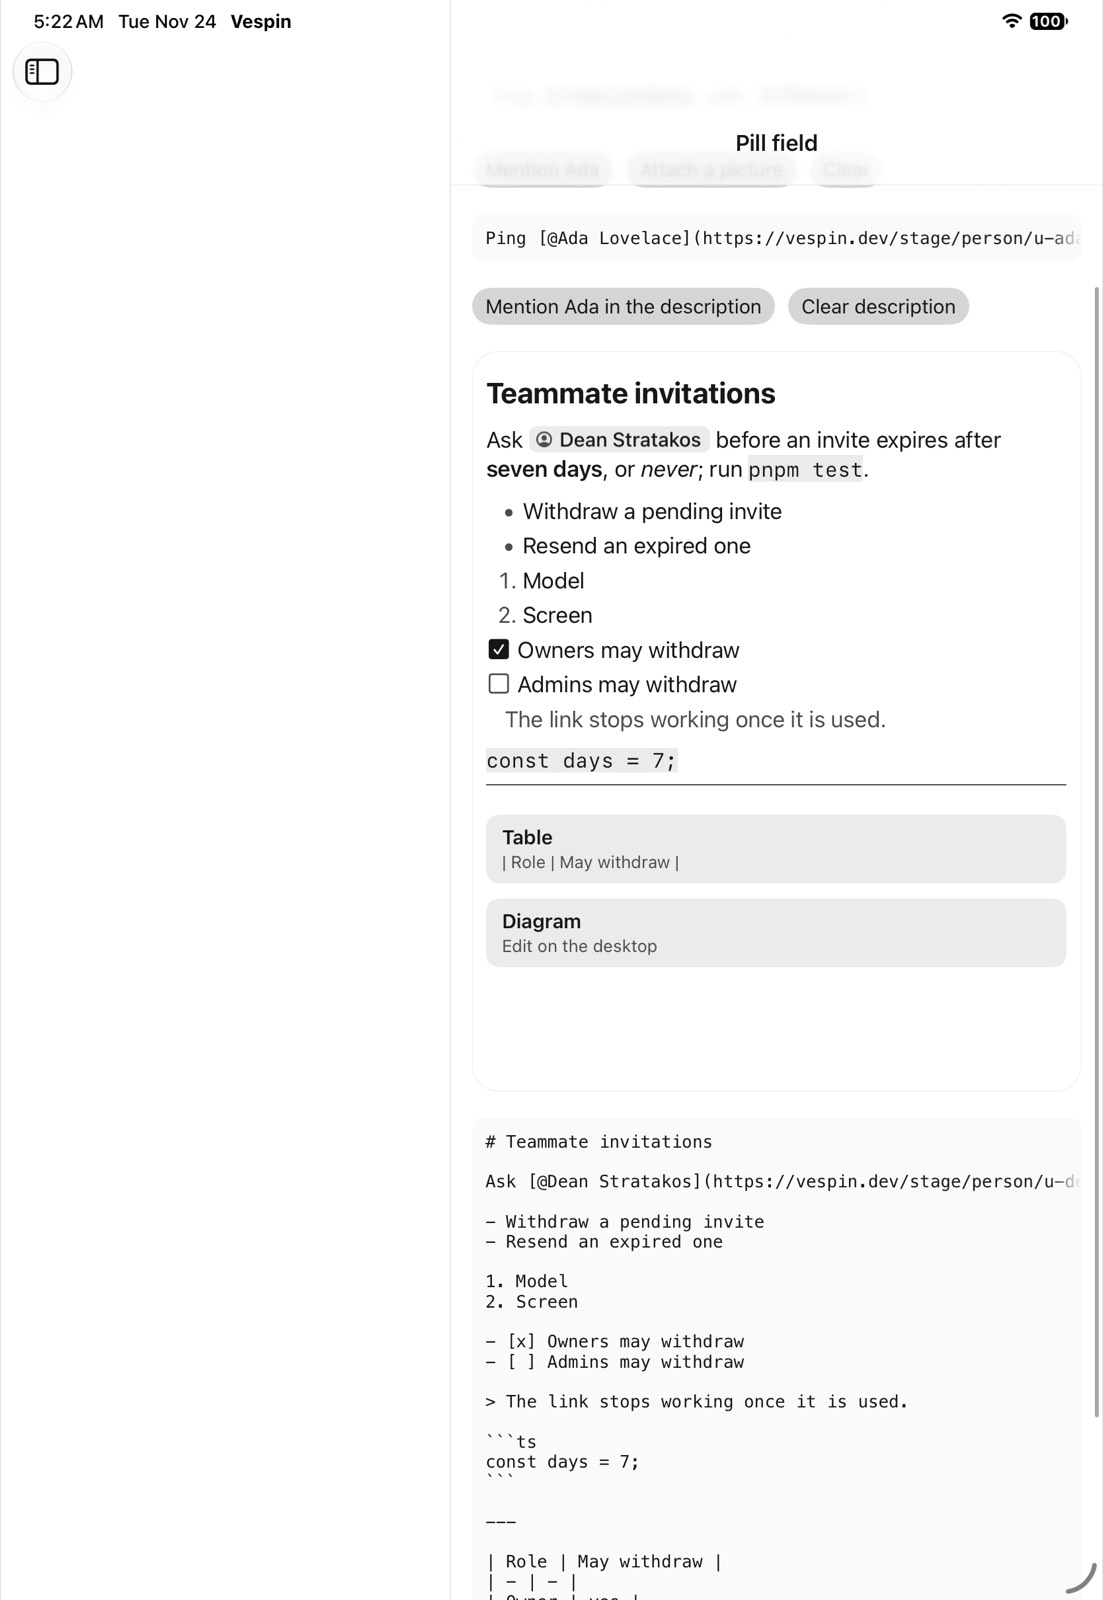 5:22 AM Tue Nov 24 Vespin
100
Pill field
Mention Ada Attach a picture Clear
Ping [@Ada Lovelace](https://vespin.dev/stage/person/u-ada
Mention Ada in the description Clear description
Teammate invitations
Ask Dean Stratakos before an invite expires after
seven days, or never; run pnpm test.
• Withdraw a pending invite
• Resend an expired one
1. Model
2. Screen
Owners may withdraw
Admins may withdraw
The link stops working once it is used.
const days = 7;
Table
| Role | May withdraw |
Diagram
Edit on the desktop
# Teammate invitations
Ask [@Dean Stratakos](https://vespin.dev/stage/person/u-de
- Withdraw a pending invite
- Resend an expired one
1. Model
2. Screen
- [x] Owners may withdraw
- [ ] Admins may withdraw
> The link stops working once it is used.
```ts
const days = 7;
```
---
| Role | May withdraw |
| - | - |